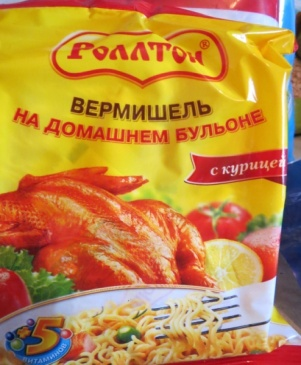 РОЛЛТОН®
ВЕРМИШЕЛЬ
НА ДОМАШНЕМ БУЛЬОНЕ
с курицей
5
ВИТАМИНОВ